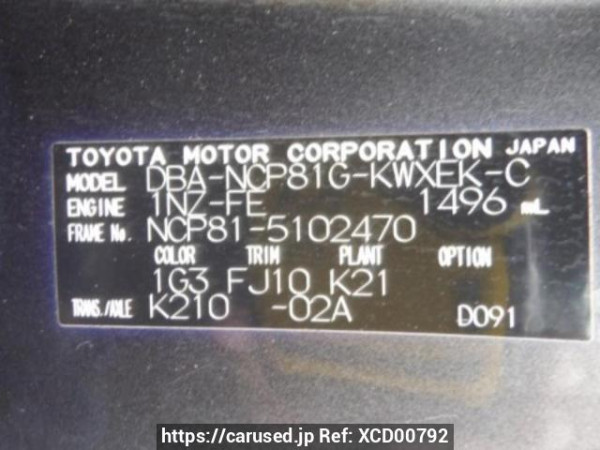 TOYOTA MOTOR CORPORATION JAPAN
MODEL DBA-NCP81G-KWXEK-C
ENGINE 1NZ-FE 1496 mL
FRAME No. NCP81-5102470
COLOR TRIM PLANT OPTION
1G3 FJ10 K21
TRANS./AXLE K210 -02A D091
https://carused.jp Ref: XCD00792